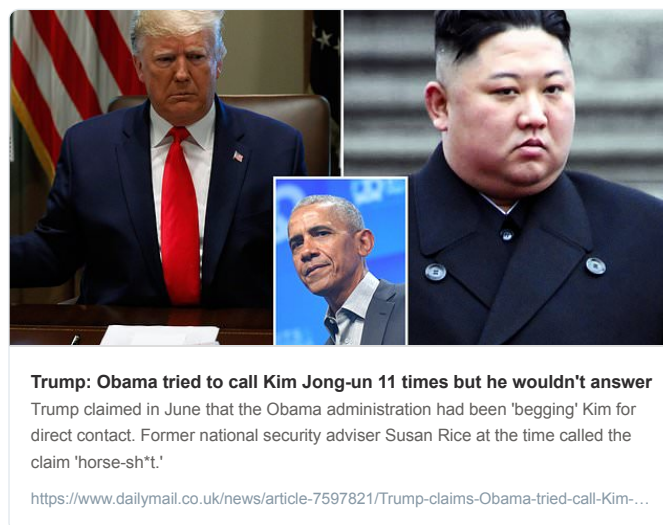 Trump: Obama tried to call Kim Jong-un 11 times but he wouldn't answer
Trump claimed in June that the Obama administration had been 'begging' Kim for
direct contact. Former national security adviser Susan Rice at the time called the
claim 'horse-sh*t.'
https://www.dailymail.co.uk/news/article-7597821/Trump-claims-Obama-tried-call-Kim-...